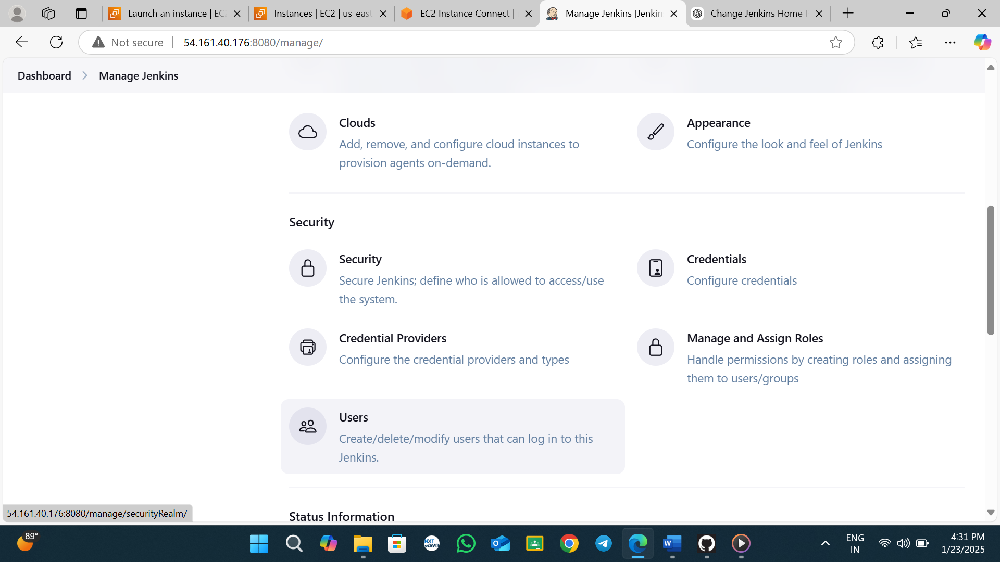 Launch an instance | EC
Instances | EC2 | us-east
EC2 Instance Connect |
Manage Jenkins [Jenkin
Change Jenkins Home
Not secure
54.161.40.176:8080/manage/
Dashboard
Manage Jenkins
Clouds
Add, remove, and configure cloud instances to
provision agents on-demand.
Appearance
Configure the look and feel of Jenkins
Security
Security
Secure Jenkins; define who is allowed to access/use
the system.
Credentials
Configure credentials
Credential Providers
Configure the credential providers and types
Manage and Assign Roles
Handle permissions by creating roles and assigning
them to users/groups
Users
Create/delete/modify users that can log in to this
Jenkins.
Status Information
54.161.40.176:8080/manage/securityRealm/
89°
NXT
WAVE
ENG
IN
4:31 PM
1/23/2025